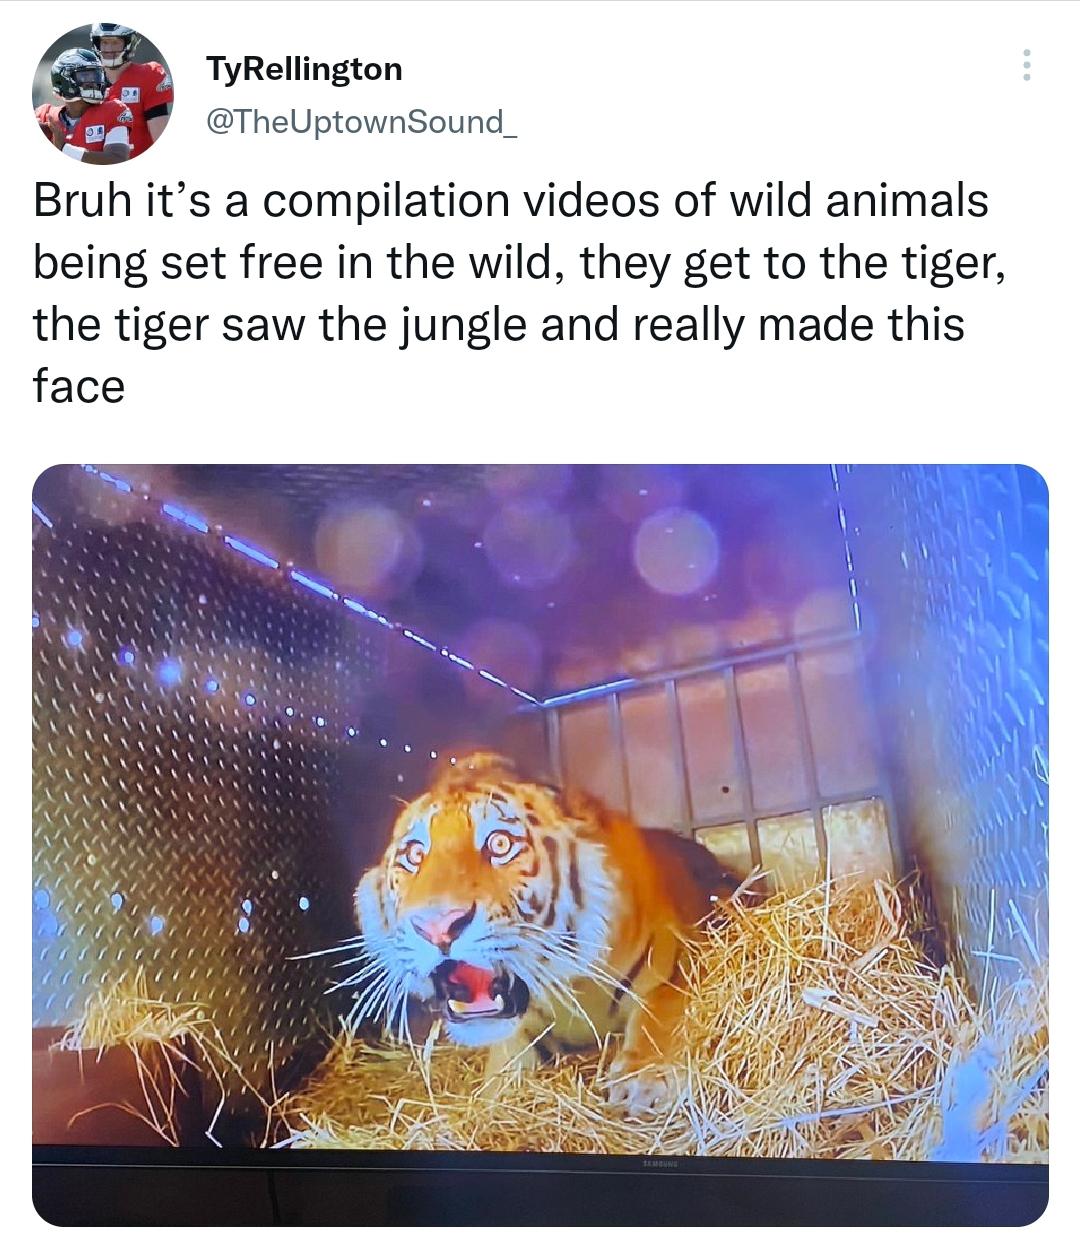 TyRellington
@TheUptownSound_
Bruh it’s a compilation videos of wild animals
being set free in the wild, they get to the tiger,
the tiger saw the jungle and really made this
face
SAMSUNG